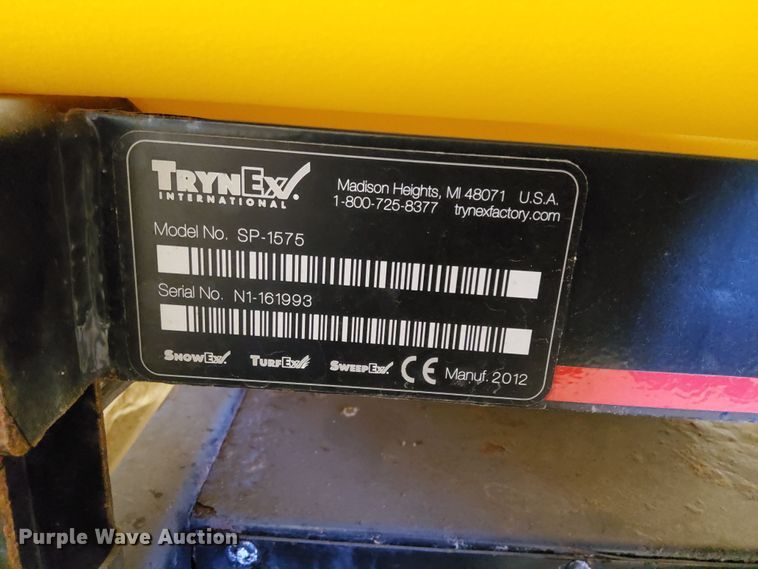 TRYNEX
INTERNATIONAL
Madison Heights, MI 48071 U.S.A.
1-800-725-8377 trynexfactory.com
Model No. SP-1575
Serial No. N1-161993
SNOWEX TURFEX SWEEPEX CE Manuf. 2012
Purple Wave Auction®